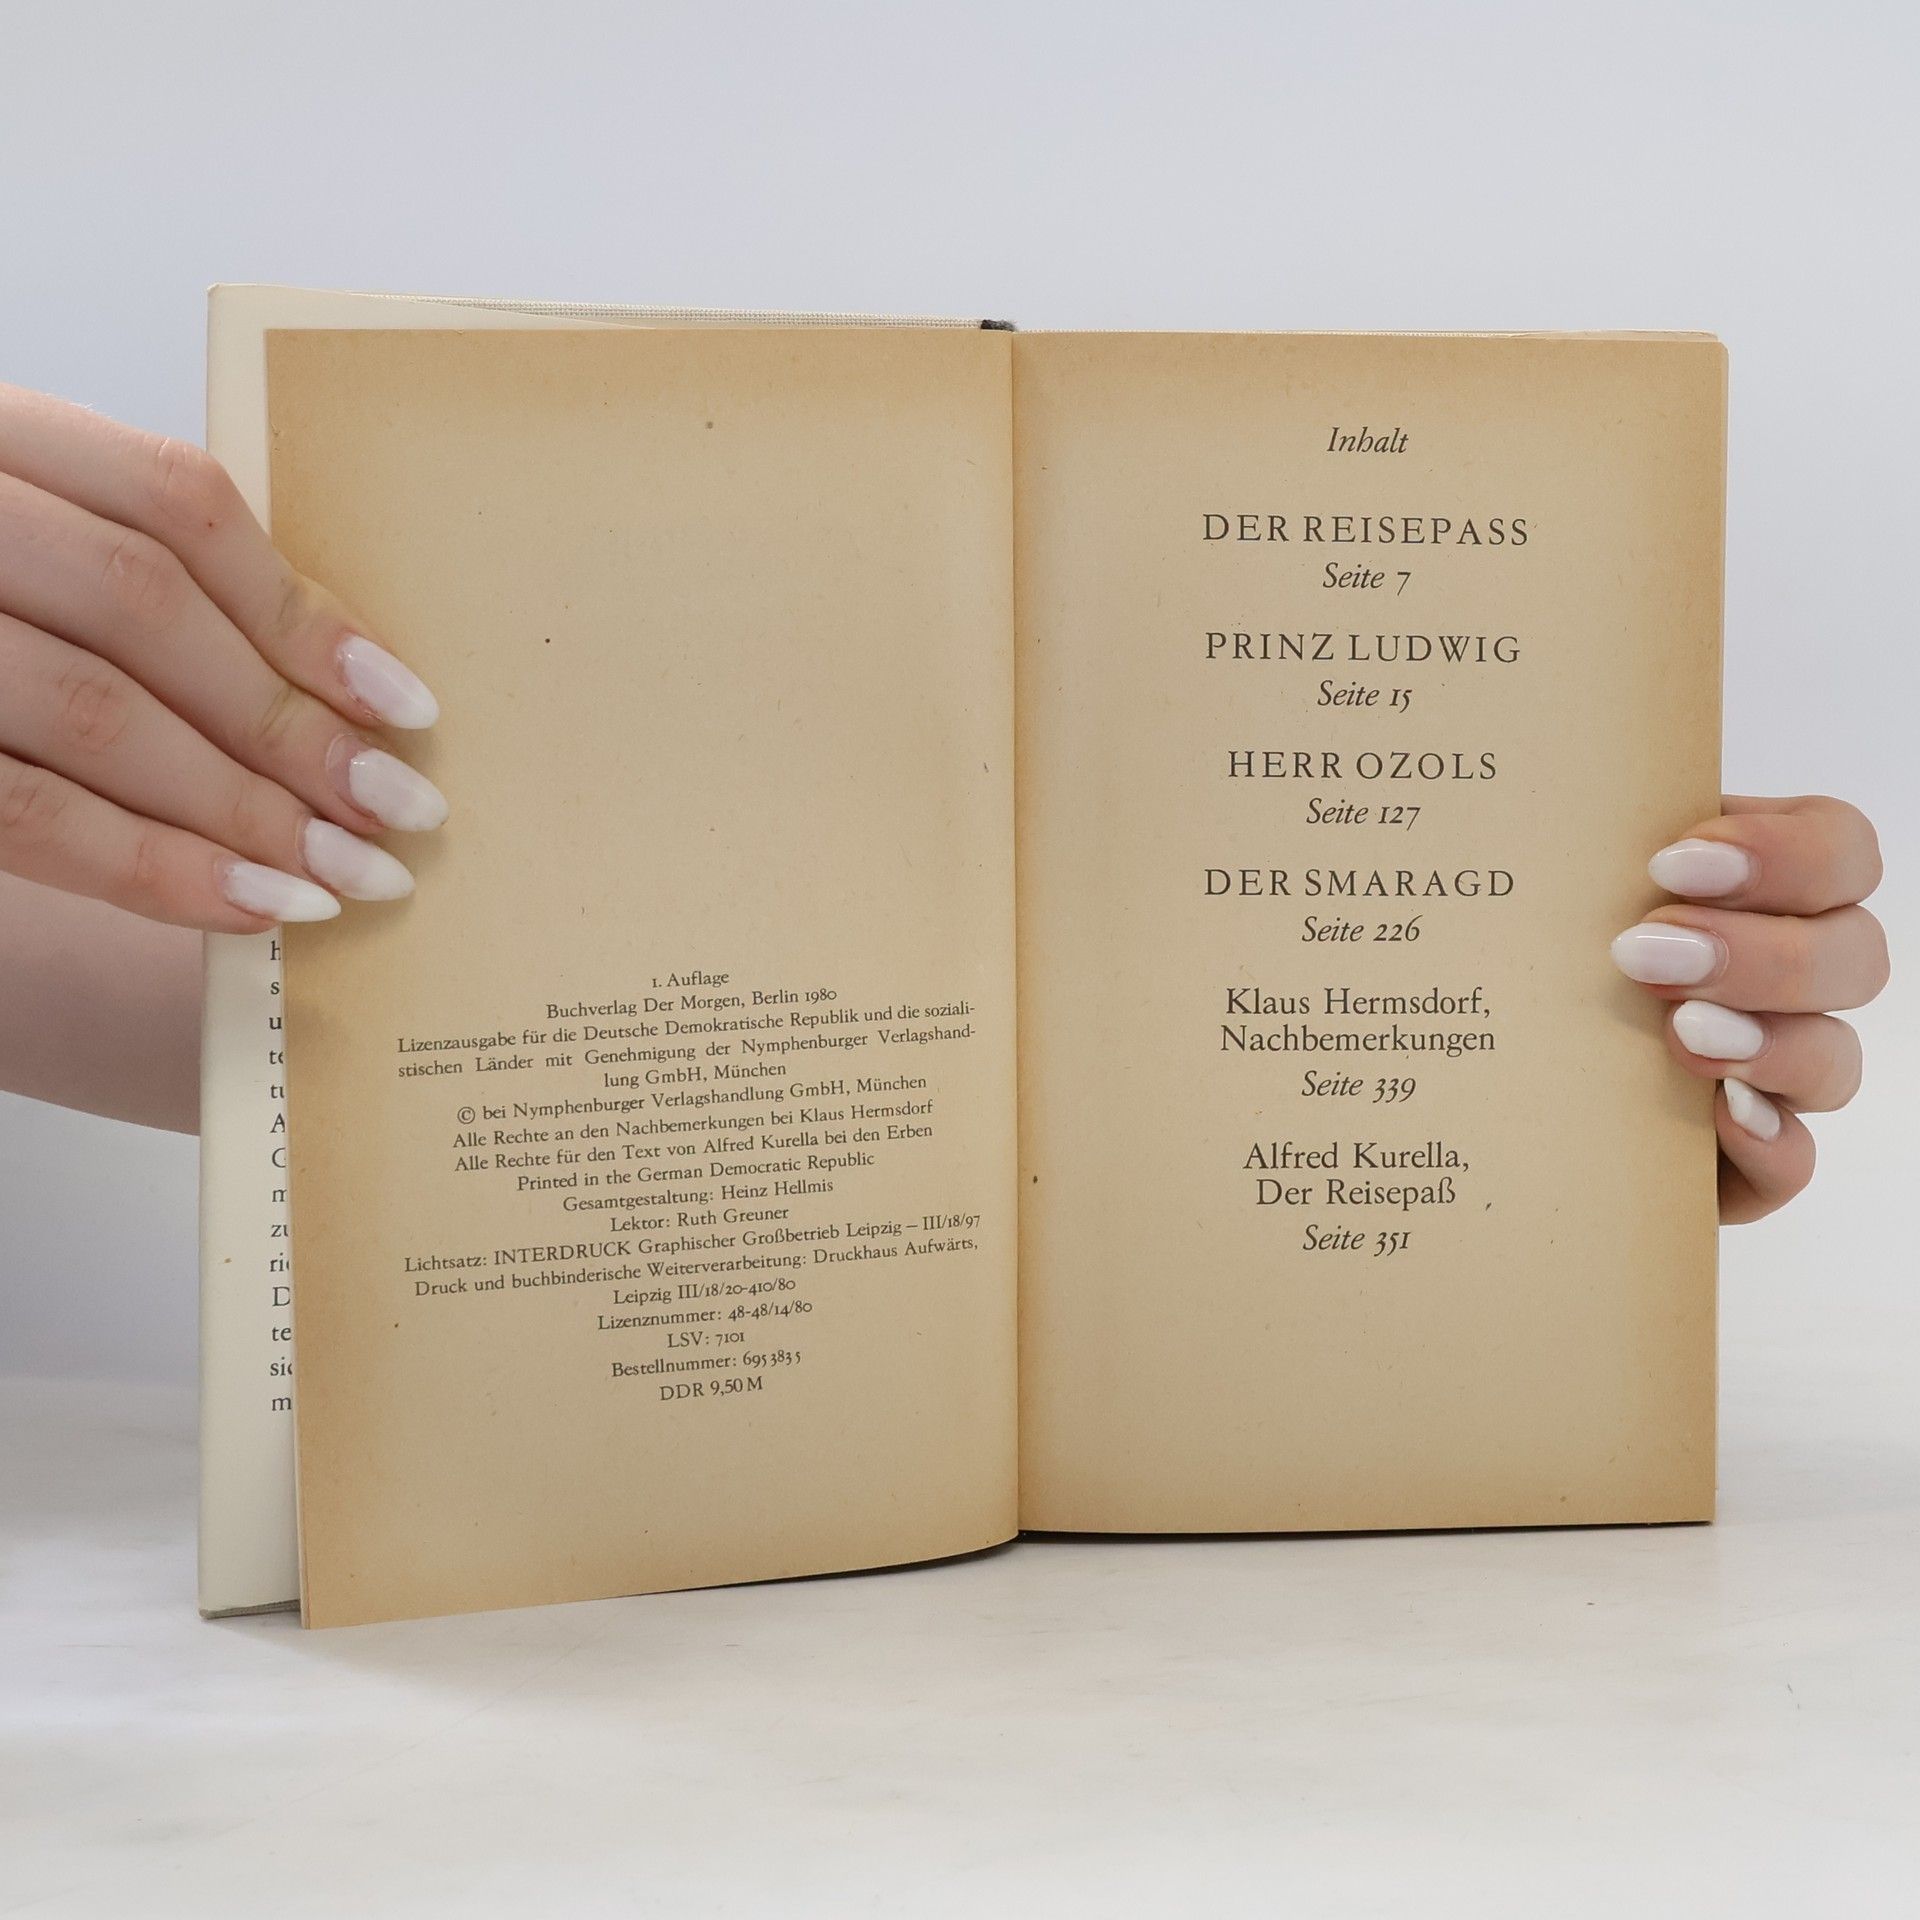 h
s
u
te
tu
A
G
m
zu
rie
D
te
sic
m
1. Auflage
Buchverlag Der Morgen, Berlin 1980
Lizenzausgabe für die Deutsche Demokratische Republik und die soziali-
stischen Länder mit Genehmigung der Nymphenburger Verlagshand-
lung GmbH, München
© bei Nymphenburger Verlagshandlung GmbH, München
Alle Rechte an den Nachbemerkungen bei Klaus Hermsdorf
Alle Rechte für den Text von Alfred Kurella bei den Erben
Printed in the German Democratic Republic
Gesamtgestaltung: Heinz Hellmis
Lektor: Ruth Greuner
Lichtsatz: INTERDRUCK Graphischer Großbetrieb Leipzig – III/18/97
Druck und buchbinderische Weiterverarbeitung: Druckhaus Aufwärts,
Leipzig III/18/20-410/80
Lizenznummer: 48-48/14/80
LSV: 7101
Bestellnummer: 695 383 5
DDR 9,50 M
Inhalt
DER REISEPASS
Seite 7
PRINZ LUDWIG
Seite 15
HERR OZOLS
Seite 127
DER SMARAGD
Seite 226
Klaus Hermsdorf,
Nachbemerkungen
Seite 339
Alfred Kurella,
Der Reisepaß
Seite 351